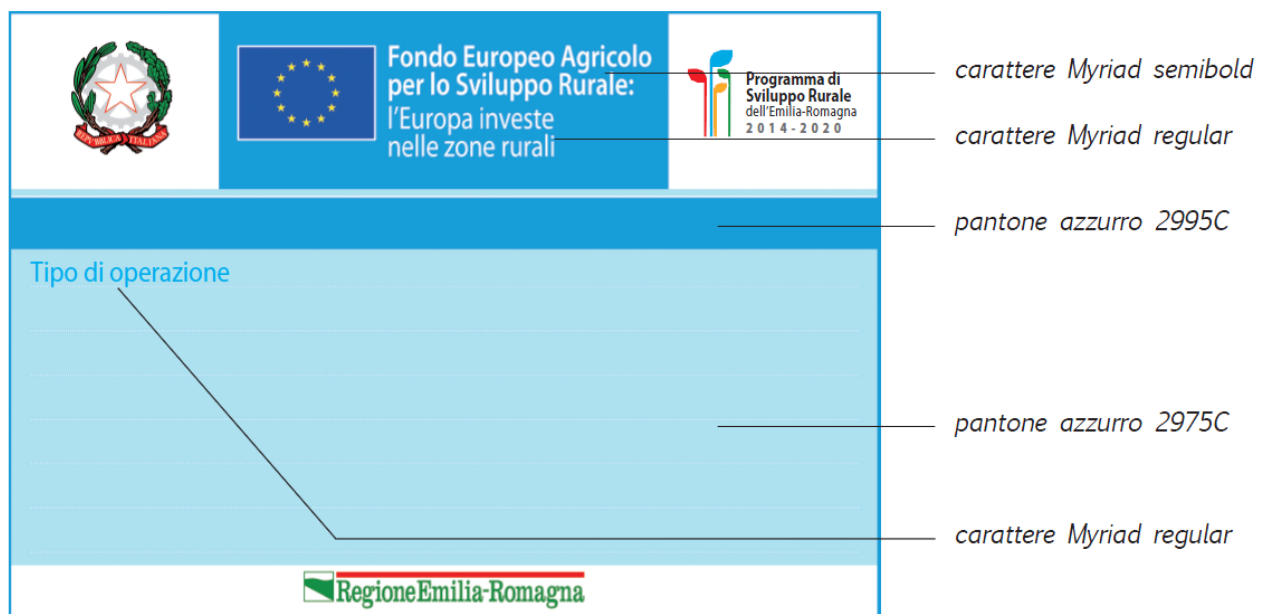 REPVBBLICA ITALIANA
Fondo Europeo Agricolo
per lo Sviluppo Rurale:
l'Europa investe
nelle zone rurali
Programma di
Sviluppo Rurale
dell'Emilia-Romagna
2014-2020
carattere Myriad semibold
carattere Myriad regular
pantone azzurro 2995C
Tipo di operazione
pantone azzurro 2975C
carattere Myriad regular
RegioneEmilia-Romagna